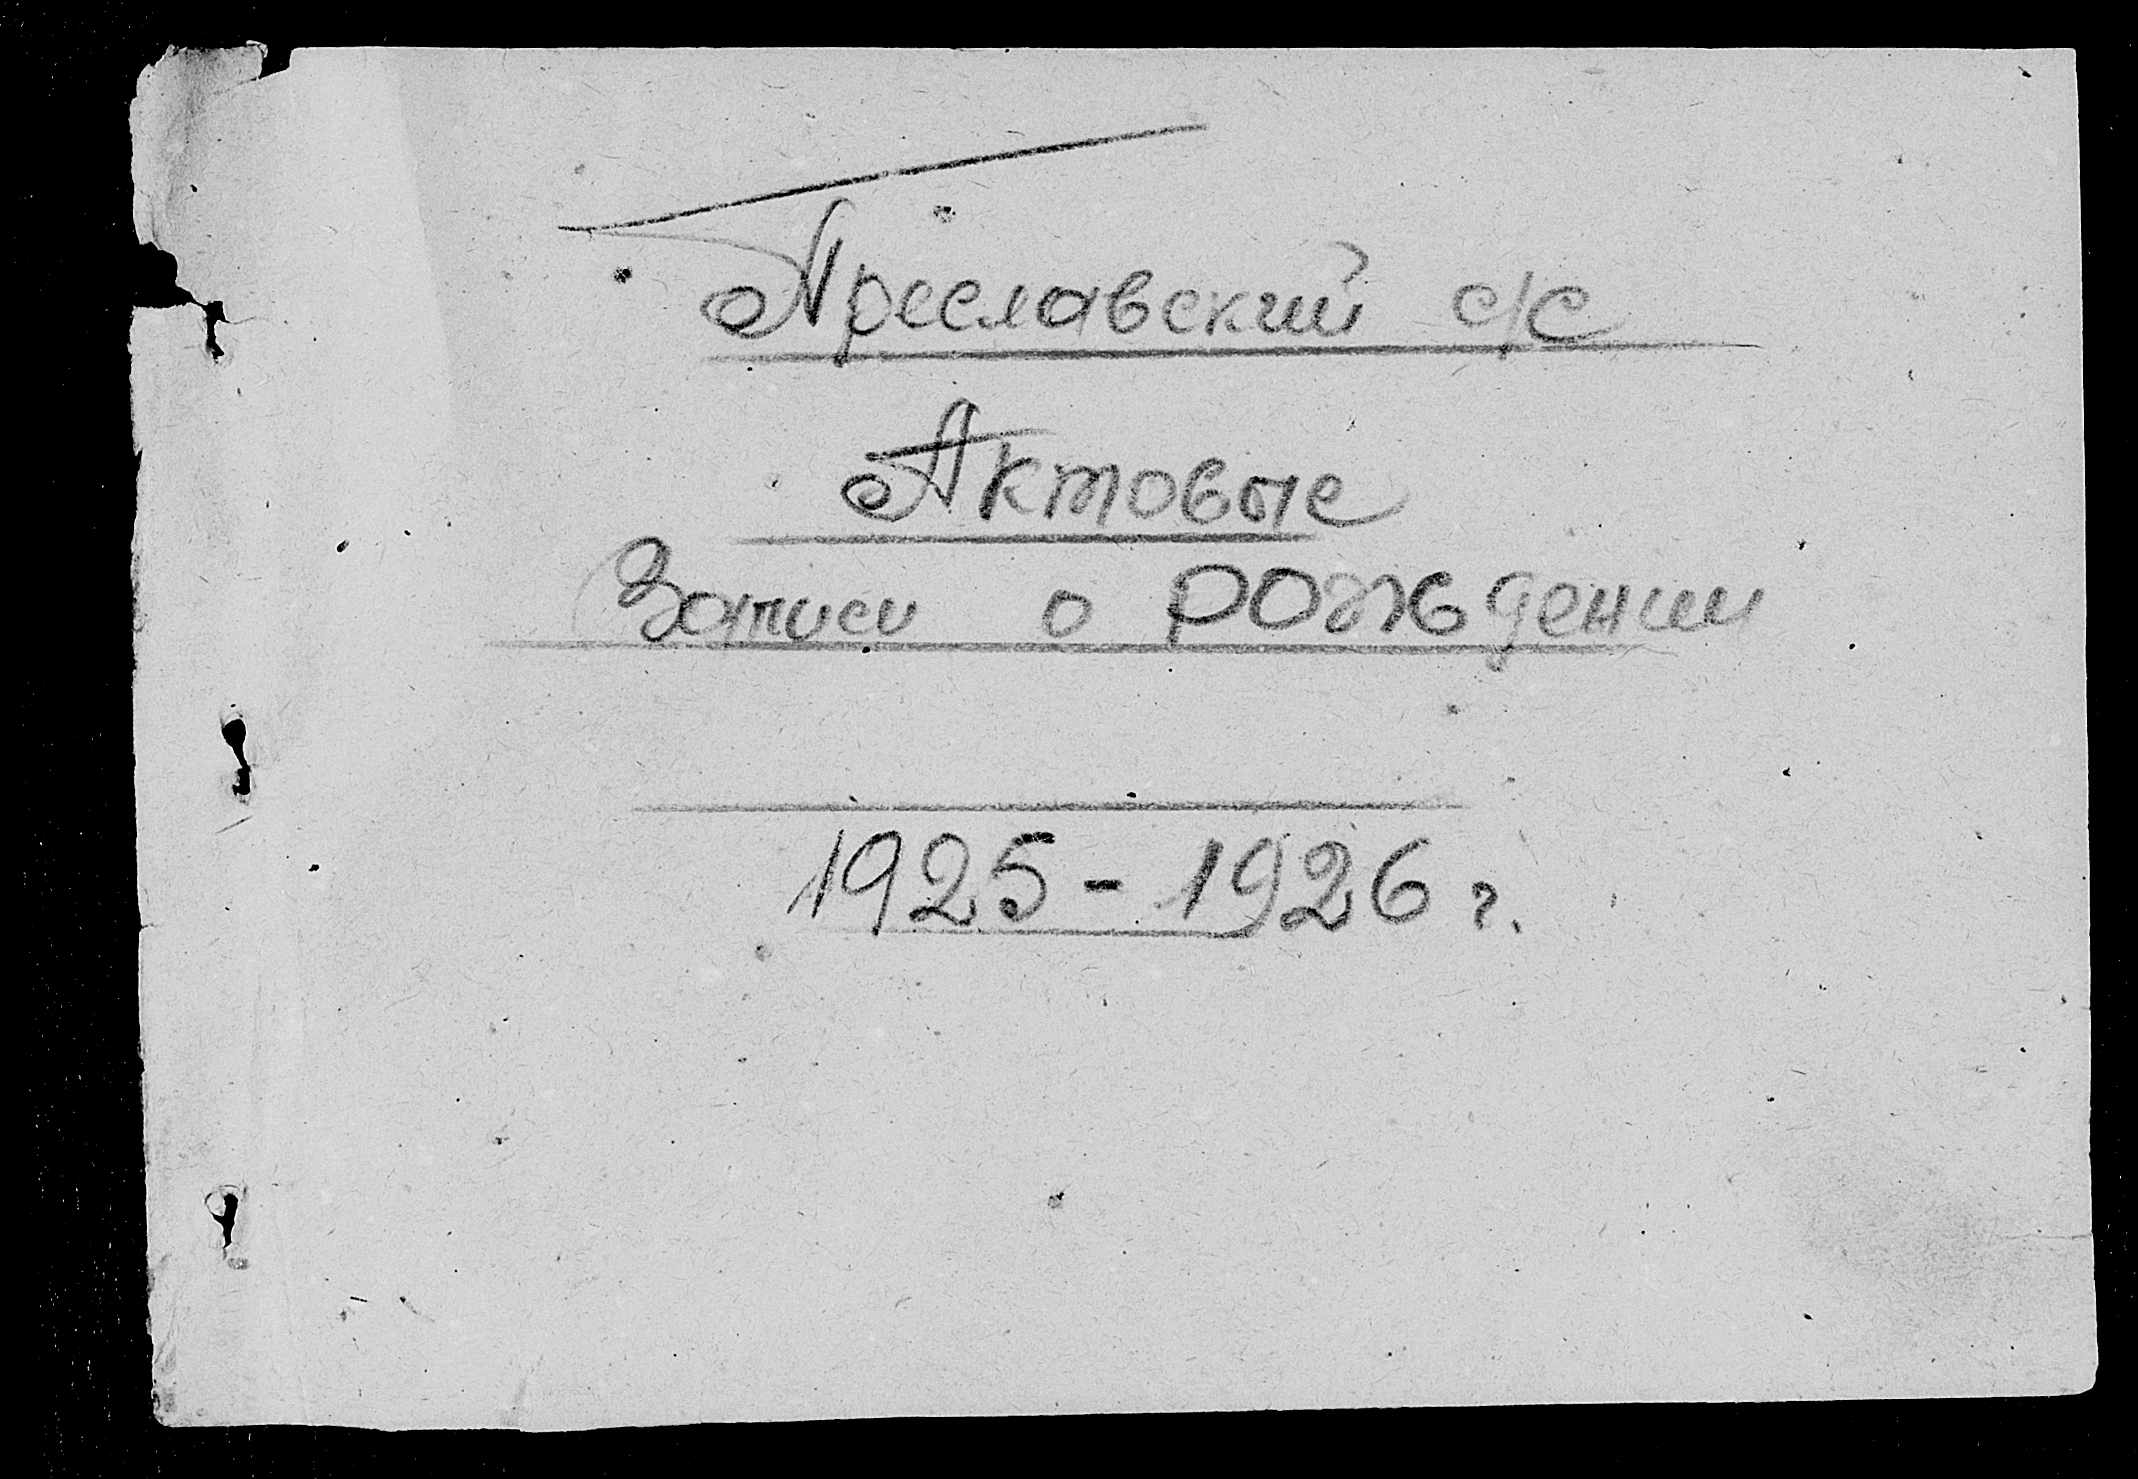 Преславский с/с
Актовые
Записи о рождении
1925 - 1926 г.